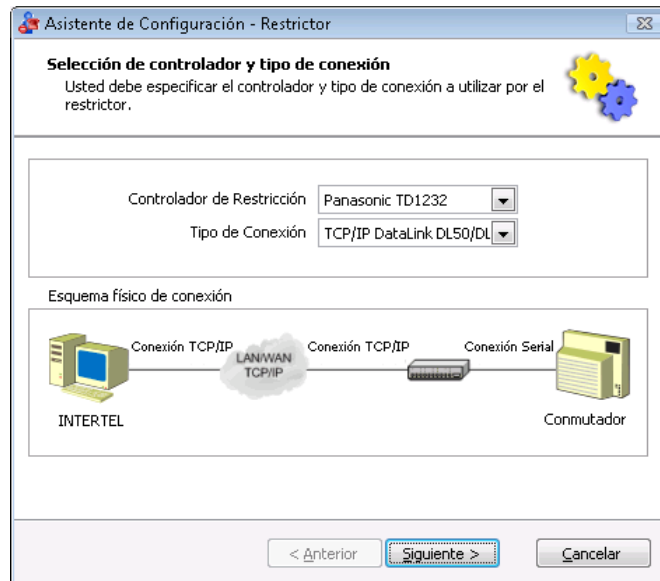 Asistente de Configuración - Restrictor
Selección de controlador y tipo de conexión
Usted debe especificar el controlador y tipo de conexión a utilizar por el
restrictor.
Controlador de Restricción
Panasonic TD1232
Tipo de Conexión
TCP/IP DataLink DL50/DL
Esquema físico de conexión
Conexión TCP/IP
LAN/WAN
TCP/IP
Conexión TCP/IP
Conexión Serial
INTERTEL
Conmutador
< Anterior
Siguiente >
Cancelar